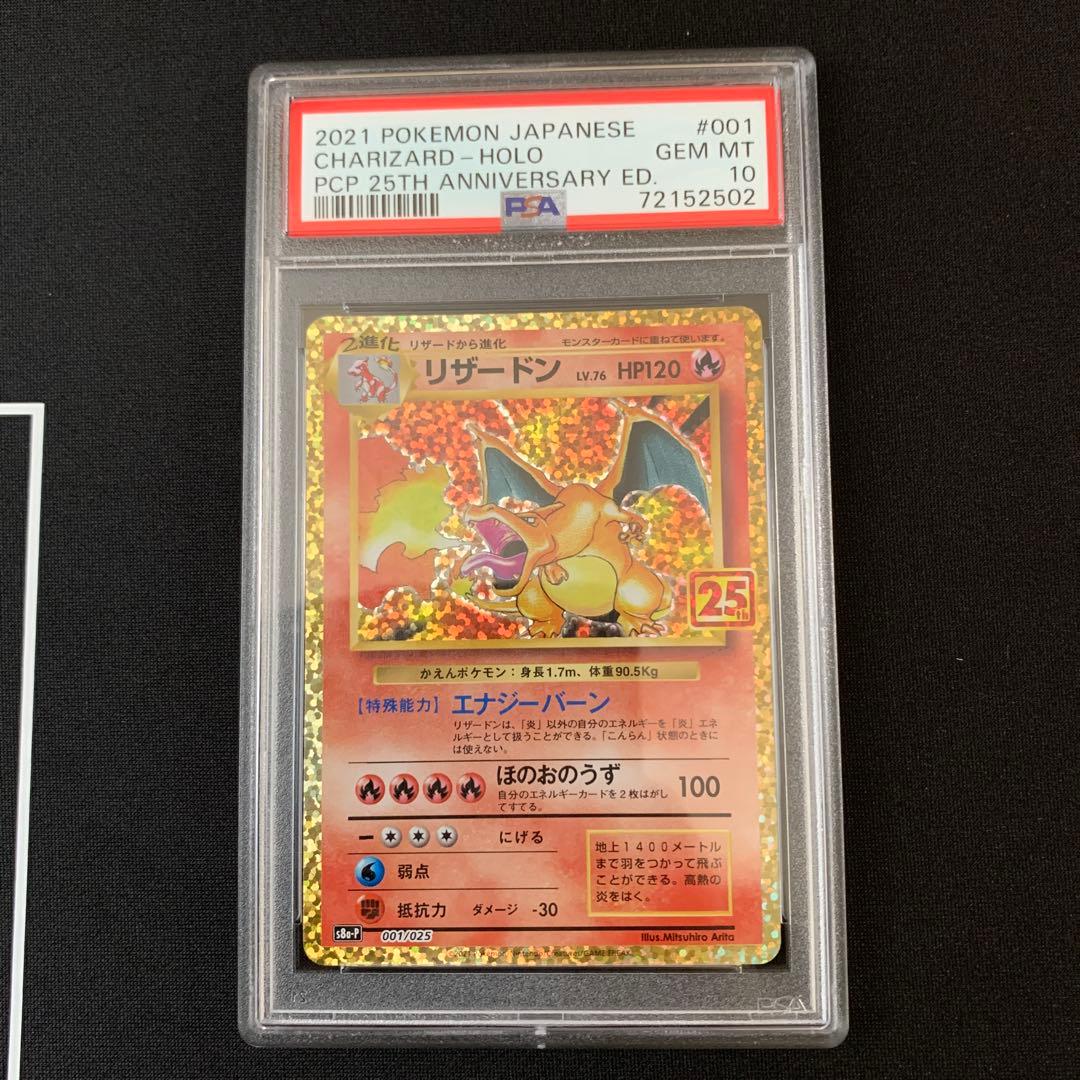 2021 POKEMON JAPANESE #001
CHARIZARD-HOLO GEM MT
PCP 25TH ANNIVERSARY ED. 10
PSA 72152502
2進化 リザードから進化 モンスターカードに重ねて使います。
リザードン LV.76 HP120
25th
かえんポケモン：身長1.7m、体重90.5Kg
【特殊能力】エナジーバーン
リザードンは、「炎」以外の自分のエネルギーを「炎」エネ
ルギーとして扱うことができる。「こんらん」状態のときに
は使えない。
ほのおのうず 100
自分のエネルギーカードを2枚はがし
てすてる。
ー にげる
弱点
抵抗力 ダメージ -30
地上1400メートル
まで羽をつかって飛ぶ
ことができる。高熱の
炎をはく。
s8a-P 001/025 Illus.Mitsuhiro Arita
©2021 Pokémon/Nintendo/Creatures/GAME FREAK.
PSA